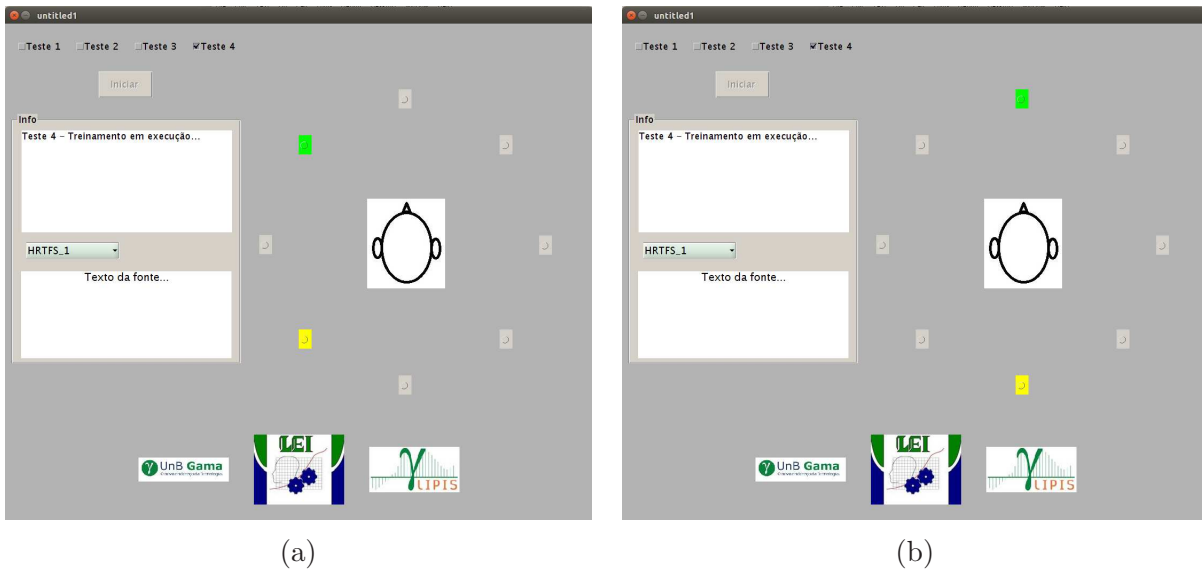 untitled1
Teste 1 Teste 2 Teste 3 Teste 4
Iniciar
Info
Teste 4 - Treinamento em execução...
HRTFS_1
Texto da fonte...
γ UnB Gama
LEI
γ LIPIS
(a)
untitled1
Teste 1 Teste 2 Teste 3 Teste 4
Iniciar
Info
Teste 4 - Treinamento em execução...
HRTFS_1
Texto da fonte...
γ UnB Gama
LEI
γ LIPIS
(b)